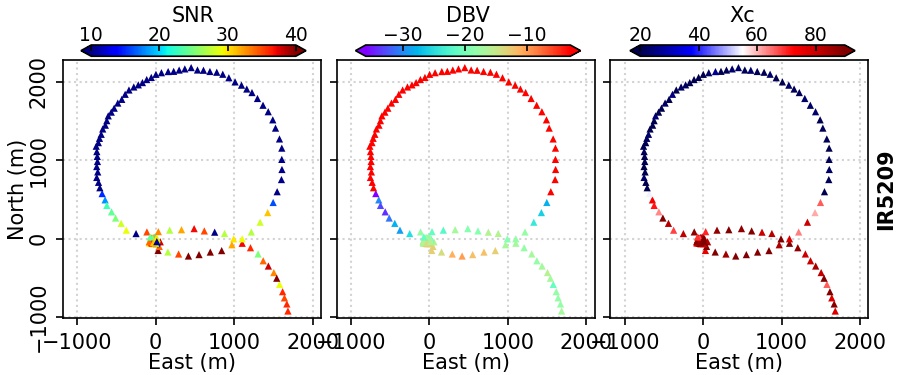 SNR DBV Xc
10 20 30 40 −30 −20 −10 20 40 60 80
2000
1000
0
−1000
North (m)
IR5209
−1000 0 1000 2000 −1000 0 1000 2000 −1000 0 1000 2000
East (m) East (m) East (m)